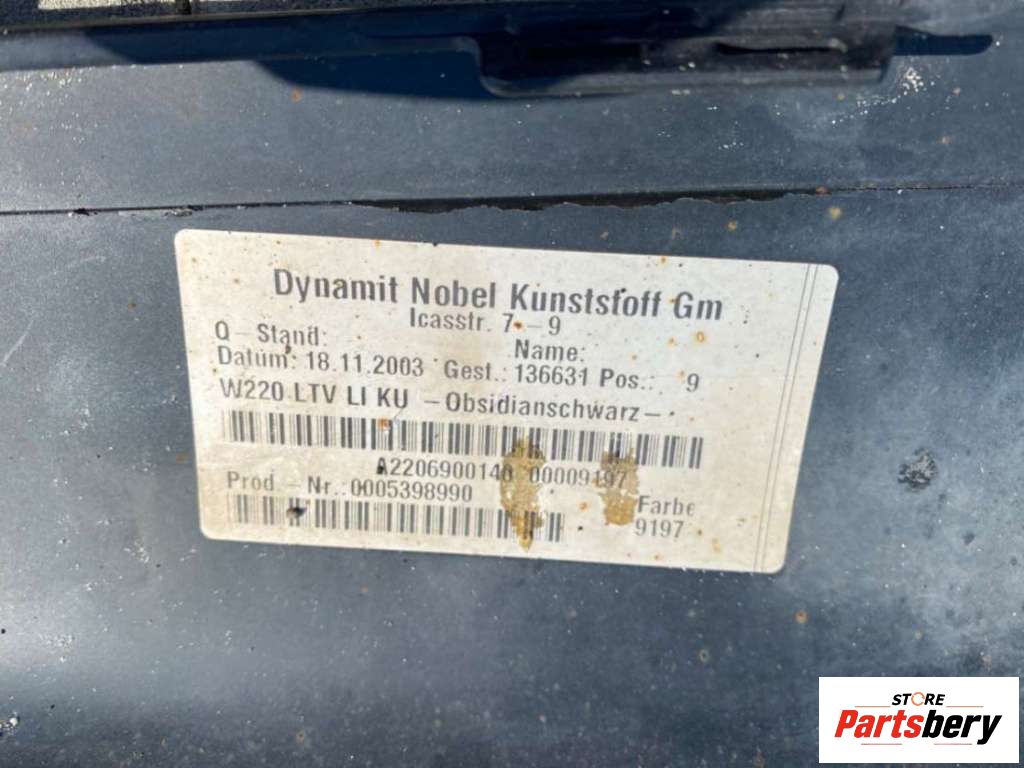 Dynamit Nobel Kunststoff Gm
Icasstr. 7 - 9
Q - Stand: Name:
Datum: 18.11.2003 Gest.: 136631 Pos.: 9
W220 LTV LI KU -Obsidianschwarz-
A2206900140 00009197
Prod - Nr.:0005398990 Farbe
9197
STORE
Partsbery